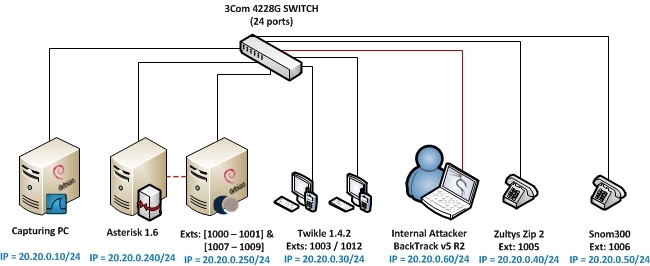 3Com 4228G SWITCH
(24 ports)
debian
debian
Capturing PC
IP = 20.20.0.10/24
Asterisk 1.6
IP = 20.20.0.240/24
Exts: [1000 – 1001] &
[1007 – 1009]
IP = 20.20.0.250/24
Twikle 1.4.2
Exts: 1003 / 1012
IP = 20.20.0.30/24
Internal Attacker
BackTrack v5 R2
IP = 20.20.0.60/24
Zultys Zip 2
Ext: 1005
IP = 20.20.0.40/24
Snom300
Ext: 1006
IP = 20.20.0.50/24